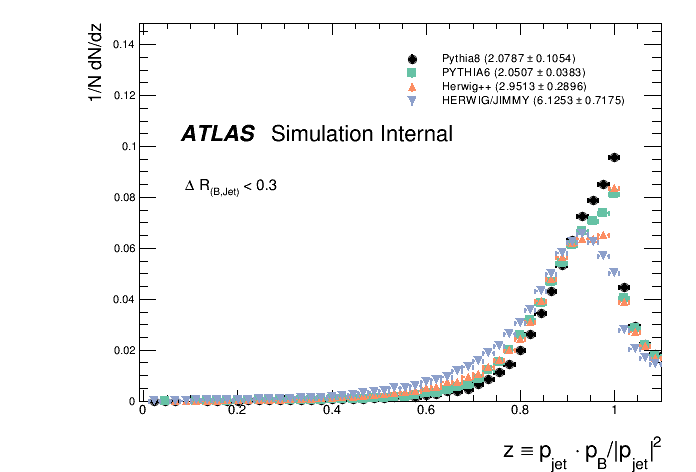 1/N dN/dz
0.14
0.12
0.1
0.08
0.06
0.04
0.02
0
Pythia8 (2.0787 ± 0.1054)
PYTHIA6 (2.0507 ± 0.0383)
Herwig++ (2.9513 ± 0.2896)
HERWIG/JIMMY (6.1253 ± 0.7175)
ATLAS Simulation Internal
Δ R(B,Jet) < 0.3
0 0.2 0.4 0.6 0.8 1
z ≡ pjet · pB/|pjet|2